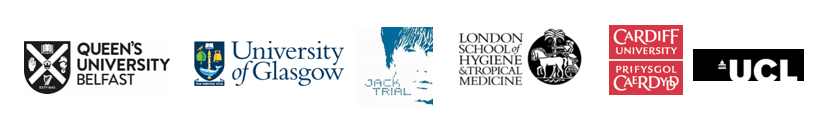 QUEEN'S
UNIVERSITY
BELFAST
University
of Glasgow
JACK
TRIAL
LONDON
SCHOOL of
HYGIENE
& TROPICAL
MEDICINE
CARDIFF
UNIVERSITY
PRIFYSGOL
CAERDYDD
UCL